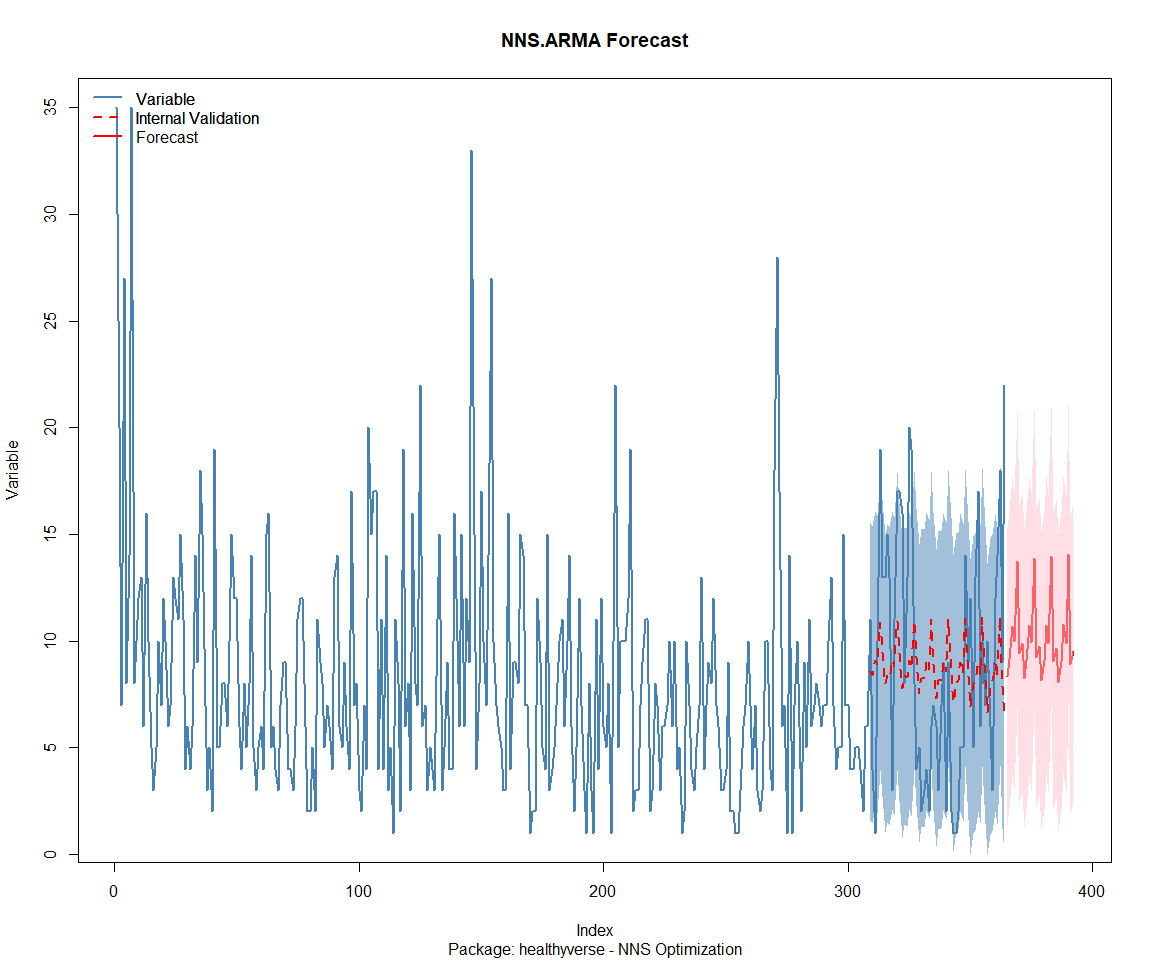 NNS.ARMA Forecast
Variable
Internal Validation
Forecast
Variable
35
30
25
20
15
10
5
0
0 100 200 300 400
Index
Package: healthyverse - NNS Optimization